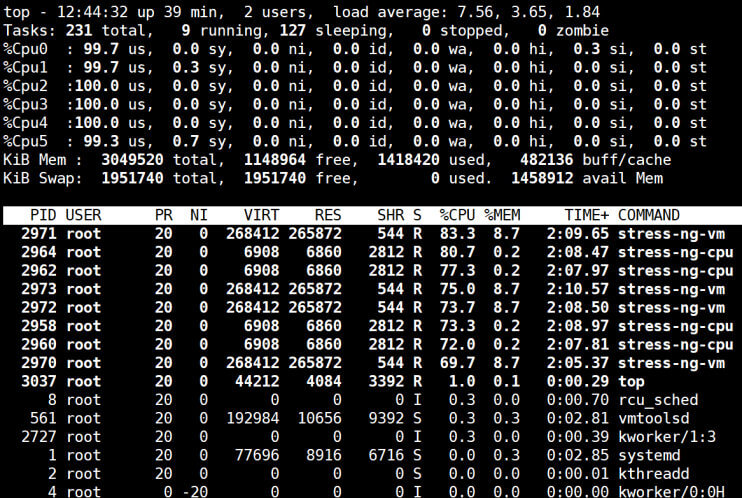 top - 12:44:32 up 39 min,  2 users,  load average: 7.56, 3.65, 1.84
Tasks: 231 total,   9 running, 127 sleeping,   0 stopped,   0 zombie
%Cpu0  : 99.7 us,  0.0 sy,  0.0 ni,  0.0 id,  0.0 wa,  0.0 hi,  0.3 si,  0.0 st
%Cpu1  : 99.7 us,  0.3 sy,  0.0 ni,  0.0 id,  0.0 wa,  0.0 hi,  0.0 si,  0.0 st
%Cpu2  :100.0 us,  0.0 sy,  0.0 ni,  0.0 id,  0.0 wa,  0.0 hi,  0.0 si,  0.0 st
%Cpu3  :100.0 us,  0.0 sy,  0.0 ni,  0.0 id,  0.0 wa,  0.0 hi,  0.0 si,  0.0 st
%Cpu4  :100.0 us,  0.0 sy,  0.0 ni,  0.0 id,  0.0 wa,  0.0 hi,  0.0 si,  0.0 st
%Cpu5  : 99.3 us,  0.7 sy,  0.0 ni,  0.0 id,  0.0 wa,  0.0 hi,  0.0 si,  0.0 st
KiB Mem :  3049520 total,  1148964 free,  1418420 used,   482136 buff/cache
KiB Swap:  1951740 total,  1951740 free,        0 used.  1458912 avail Mem
PID USER      PR  NI    VIRT    RES    SHR S  %CPU %MEM     TIME+ COMMAND
2971 root      20   0  268412 265872    544 R  83.3  8.7   2:09.65 stress-ng-vm
2964 root      20   0    6908   6860   2812 R  80.7  0.2   2:08.47 stress-ng-cpu
2962 root      20   0    6908   6860   2812 R  77.3  0.2   2:07.97 stress-ng-cpu
2973 root      20   0  268412 265872    544 R  75.0  8.7   2:10.57 stress-ng-vm
2972 root      20   0  268412 265872    544 R  73.7  8.7   2:08.50 stress-ng-vm
2958 root      20   0    6908   6860   2812 R  73.3  0.2   2:08.97 stress-ng-cpu
2960 root      20   0    6908   6860   2812 R  72.0  0.2   2:07.81 stress-ng-cpu
2970 root      20   0  268412 265872    544 R  69.7  8.7   2:05.37 stress-ng-vm
3037 root      20   0   44212   4084   3392 R   1.0  0.1   0:00.29 top
8 root      20   0       0      0      0 I   0.3  0.0   0:00.70 rcu_sched
561 root      20   0  192984  10656   9392 S   0.3  0.3   0:02.81 vmtoolsd
2727 root      20   0       0      0      0 I   0.3  0.0   0:00.39 kworker/1:3
1 root      20   0   77696   8916   6716 S   0.0  0.3   0:02.85 systemd
2 root      20   0       0      0      0 S   0.0  0.0   0:00.01 kthreadd
4 root       0 -20       0      0      0 I   0.0  0.0   0:00.00 kworker/0:0H